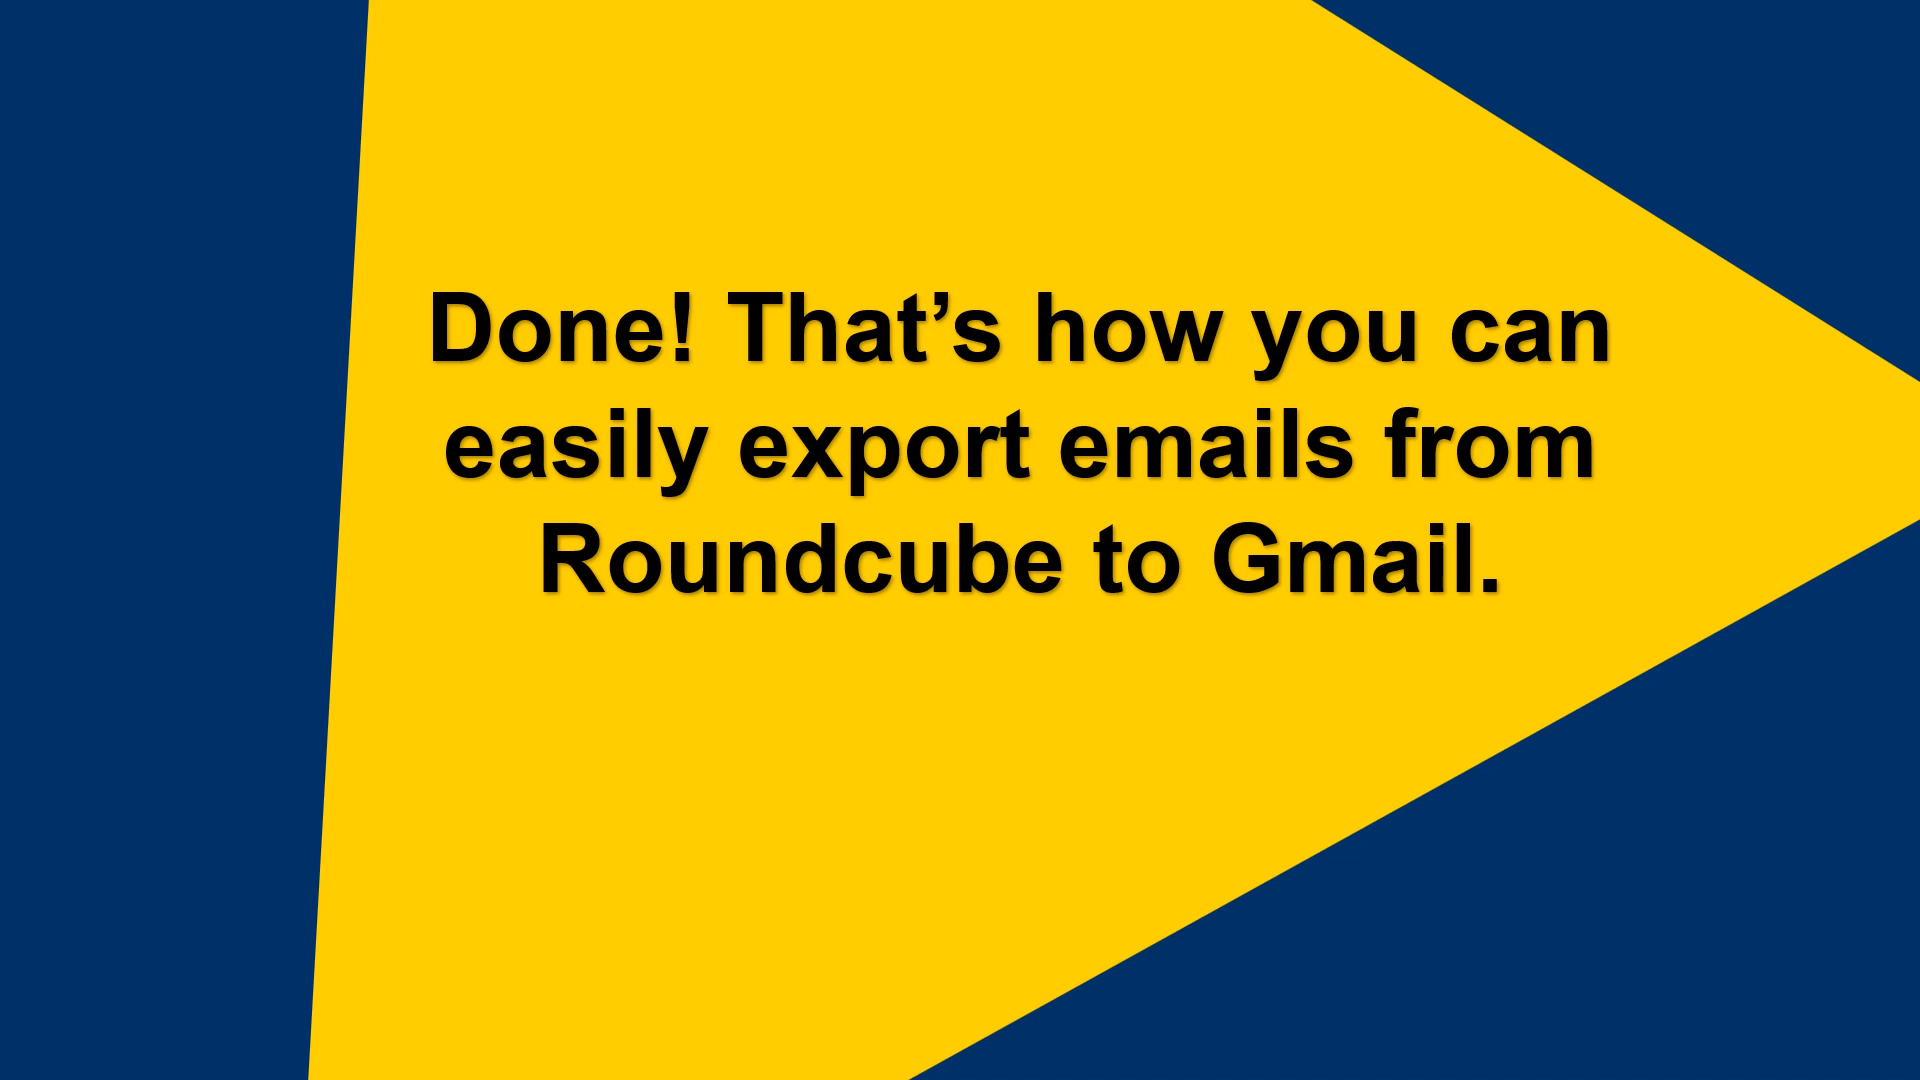 Done! That’s how you can
easily export emails from
Roundcube to Gmail.